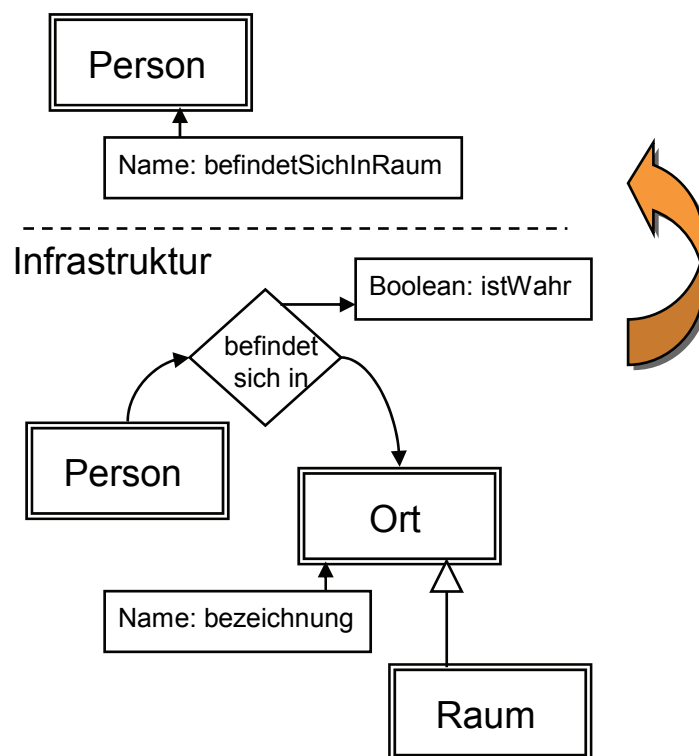 Person
Name: befindetSichInRaum
Infrastruktur
Boolean: istWahr
befindet
sich in
Person
Ort
Name: bezeichnung
Raum